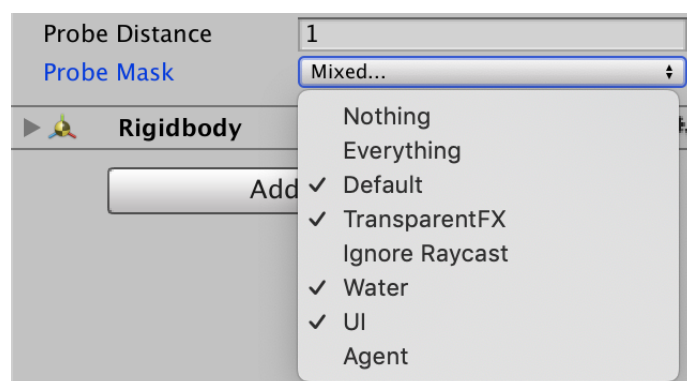 Probe Distance 1
Probe Mask Mixed...
Nothing
Rigidbody
Everything
Add
Default
TransparentFX
Ignore Raycast
Water
UI
Agent